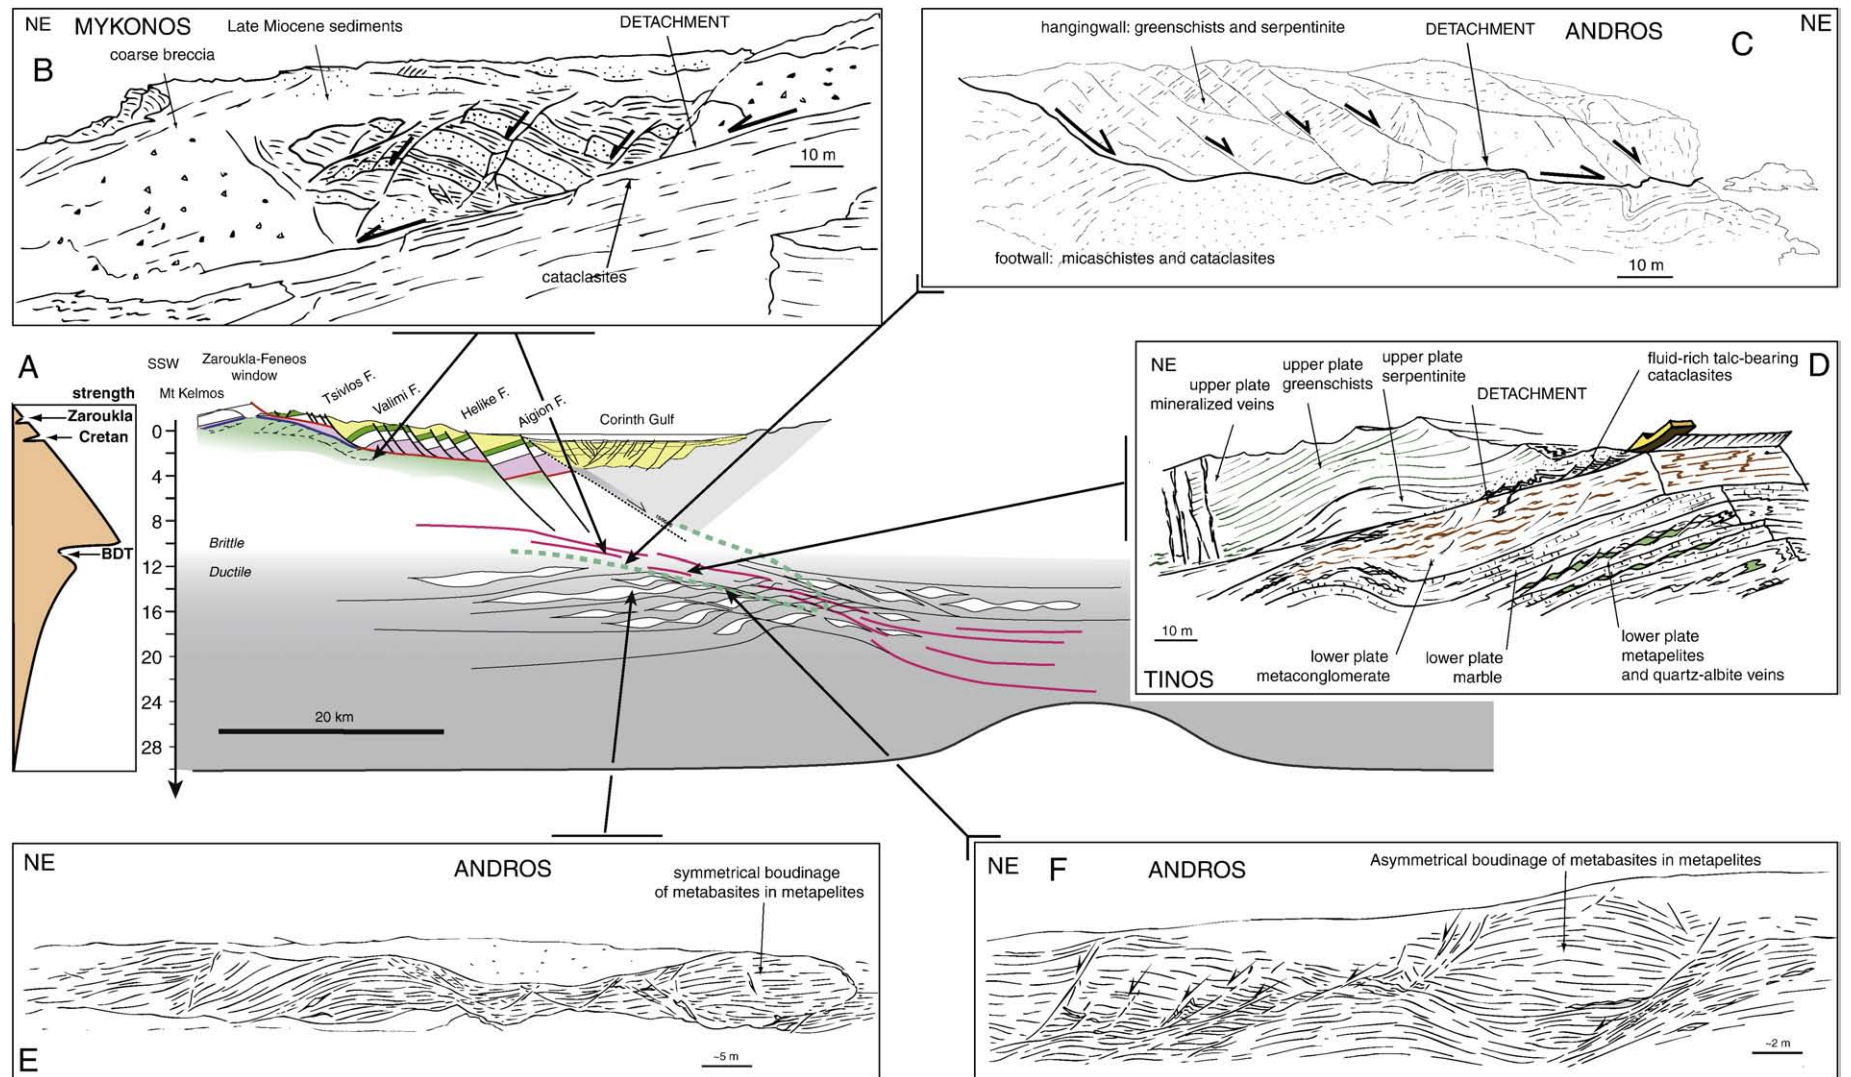 NE MYKONOS Late Miocene sediments DETACHMENT
coarse breccia
B
10 m
cataclasites
hangingwall: greenschists and serpentinite DETACHMENT ANDROS C NE
footwall: micaschistes and cataclasites
10 m
A
SSW Zaroukla-Feneos
window
Mt Kelmos
Tsivlos F.
Valimi F.
Helike F.
Aigion F.
Corinth Gulf
strength
Zaroukla
Cretan
BDT
0
4
8
12
16
20
24
28
Brittle
Ductile
20 km
NE D
upper plate
mineralized veins
upper plate
greenschists
upper plate
serpentinite
DETACHMENT
fluid-rich talc-bearing
cataclasites
10 m
TINOS
lower plate
metaconglomerate
lower plate
marble
lower plate
metapelites
and quartz-albite veins
NE ANDROS
symmetrical boudinage
of metabasites in metapelites
E
~5 m
NE F ANDROS Asymmetrical boudinage of metabasites in metapelites
~2 m